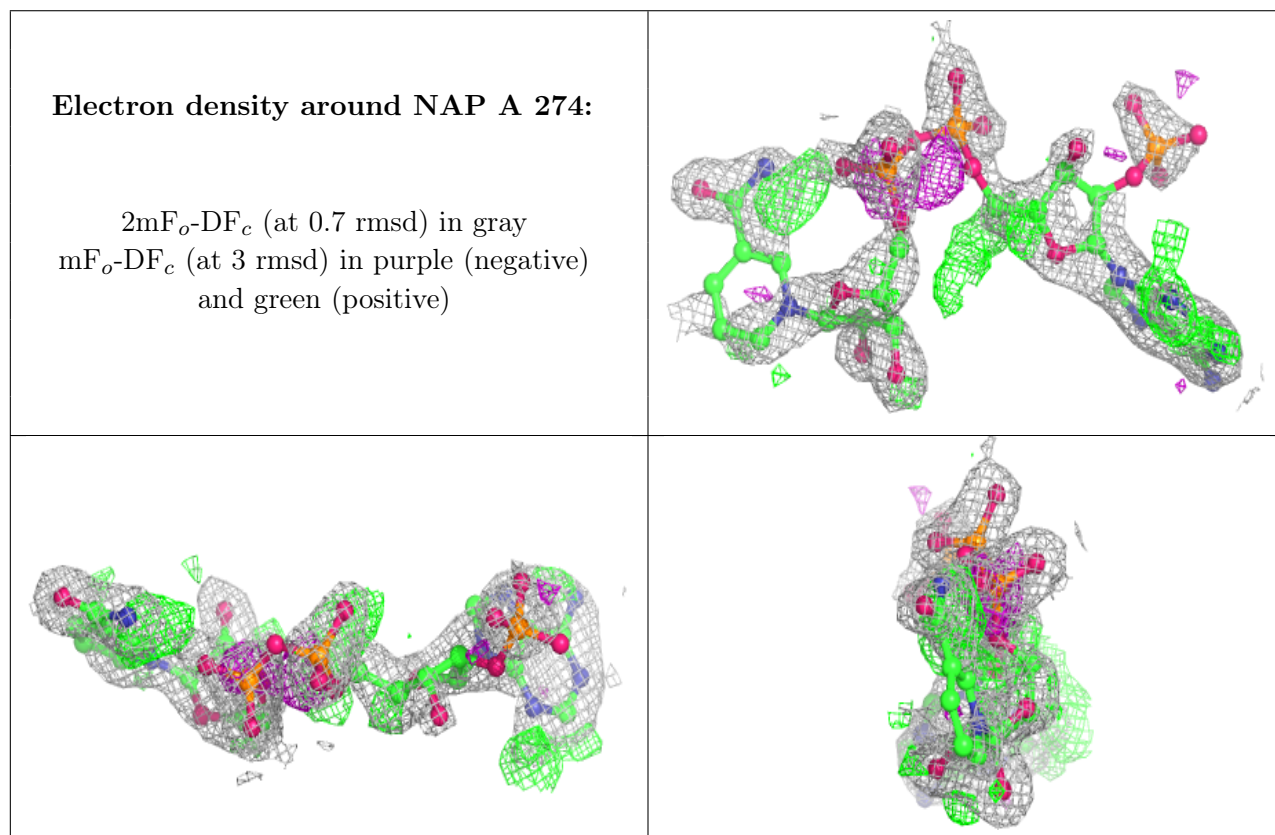 Electron density around NAP A 274:
2mFo-DFc (at 0.7 rmsd) in gray
mFo-DFc (at 3 rmsd) in purple (negative)
and green (positive)